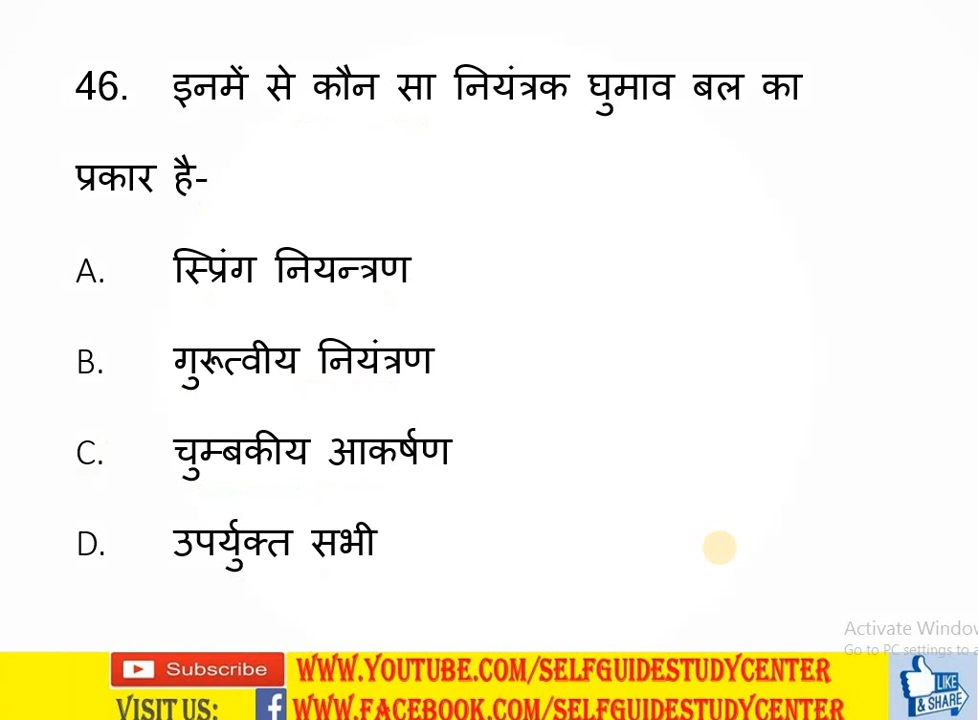 46. इनमें से कौन सा नियंत्रक घुमाव बल का
प्रकार है-
A. स्प्रिंग नियन्त्रण
B. गुरूत्वीय नियंत्रण
C. चुम्बकीय आकर्षण
D. उपर्युक्त सभी
Activate Window
Go to PC settings to a
Subscribe WWW.YOUTUBE.COM/SELFGUIDESTUDYCENTER
VISIT US: f WWW.FACEBOOK.COM/SELFGUIDESTUDYCENTER
LIKE
& SHARE